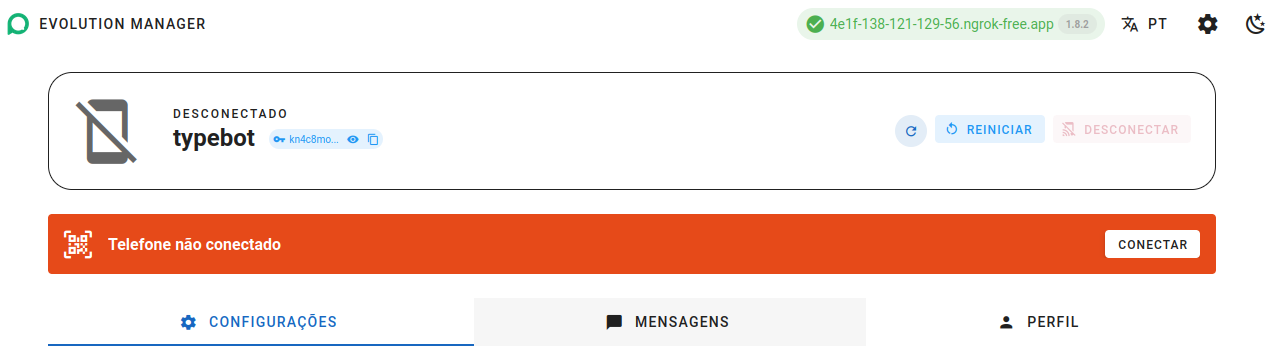 EVOLUTION MANAGER
4e1f-138-121-129-56.ngrok-free.app 1.8.2
PT
DESCONECTADO
typebot kn4c8mo...
REINICIAR
DESCONECTAR
Telefone não conectado
CONECTAR
CONFIGURAÇÕES
MENSAGENS
PERFIL